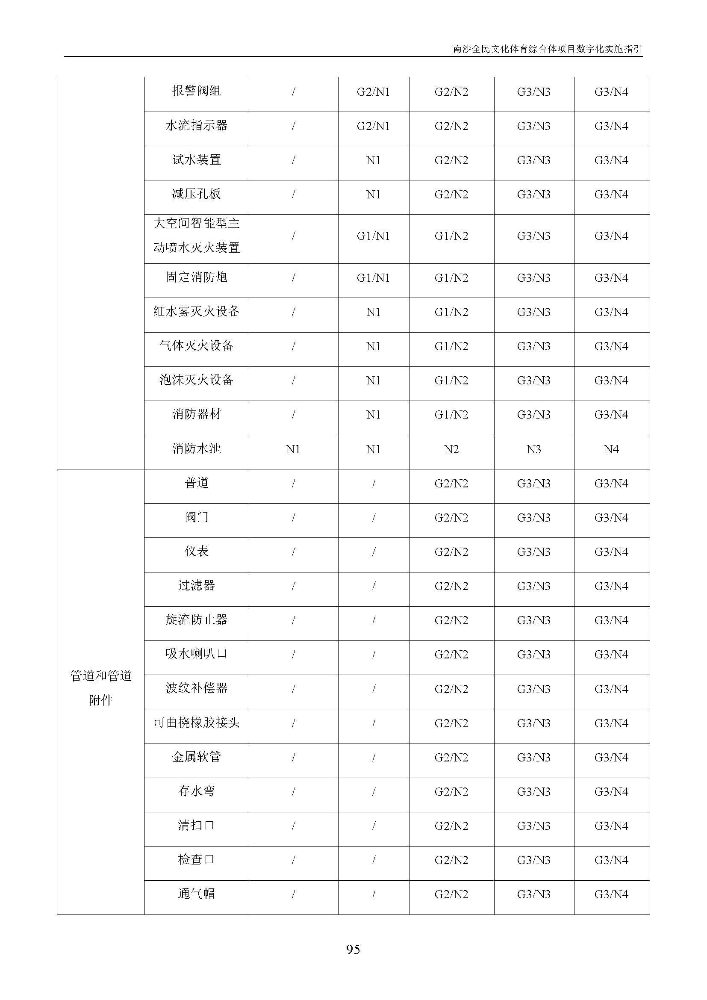 南沙全民文化体育综合体项目数字化实施指引
报警阀组 / G2/N1 G2/N2 G3/N3 G3/N4
水流指示器 / G2/N1 G2/N2 G3/N3 G3/N4
试水装置 / N1 G2/N2 G3/N3 G3/N4
减压孔板 / N1 G2/N2 G3/N3 G3/N4
大空间智能型主
动喷水灭火装置 / G1/N1 G1/N2 G3/N3 G3/N4
固定消防炮 / G1/N1 G1/N2 G3/N3 G3/N4
细水雾灭火设备 / N1 G1/N2 G3/N3 G3/N4
气体灭火设备 / N1 G1/N2 G3/N3 G3/N4
泡沫灭火设备 / N1 G1/N2 G3/N3 G3/N4
消防器材 / N1 G1/N2 G3/N3 G3/N4
消防水池 N1 N1 N2 N3 N4
管道和管道
附件
普道 / / G2/N2 G3/N3 G3/N4
阀门 / / G2/N2 G3/N3 G3/N4
仪表 / / G2/N2 G3/N3 G3/N4
过滤器 / / G2/N2 G3/N3 G3/N4
旋流防止器 / / G2/N2 G3/N3 G3/N4
吸水喇叭口 / / G2/N2 G3/N3 G3/N4
波纹补偿器 / / G2/N2 G3/N3 G3/N4
可曲挠橡胶接头 / / G2/N2 G3/N3 G3/N4
金属软管 / / G2/N2 G3/N3 G3/N4
存水弯 / / G2/N2 G3/N3 G3/N4
清扫口 / / G2/N2 G3/N3 G3/N4
检查口 / / G2/N2 G3/N3 G3/N4
通气帽 / / G2/N2 G3/N3 G3/N4
95